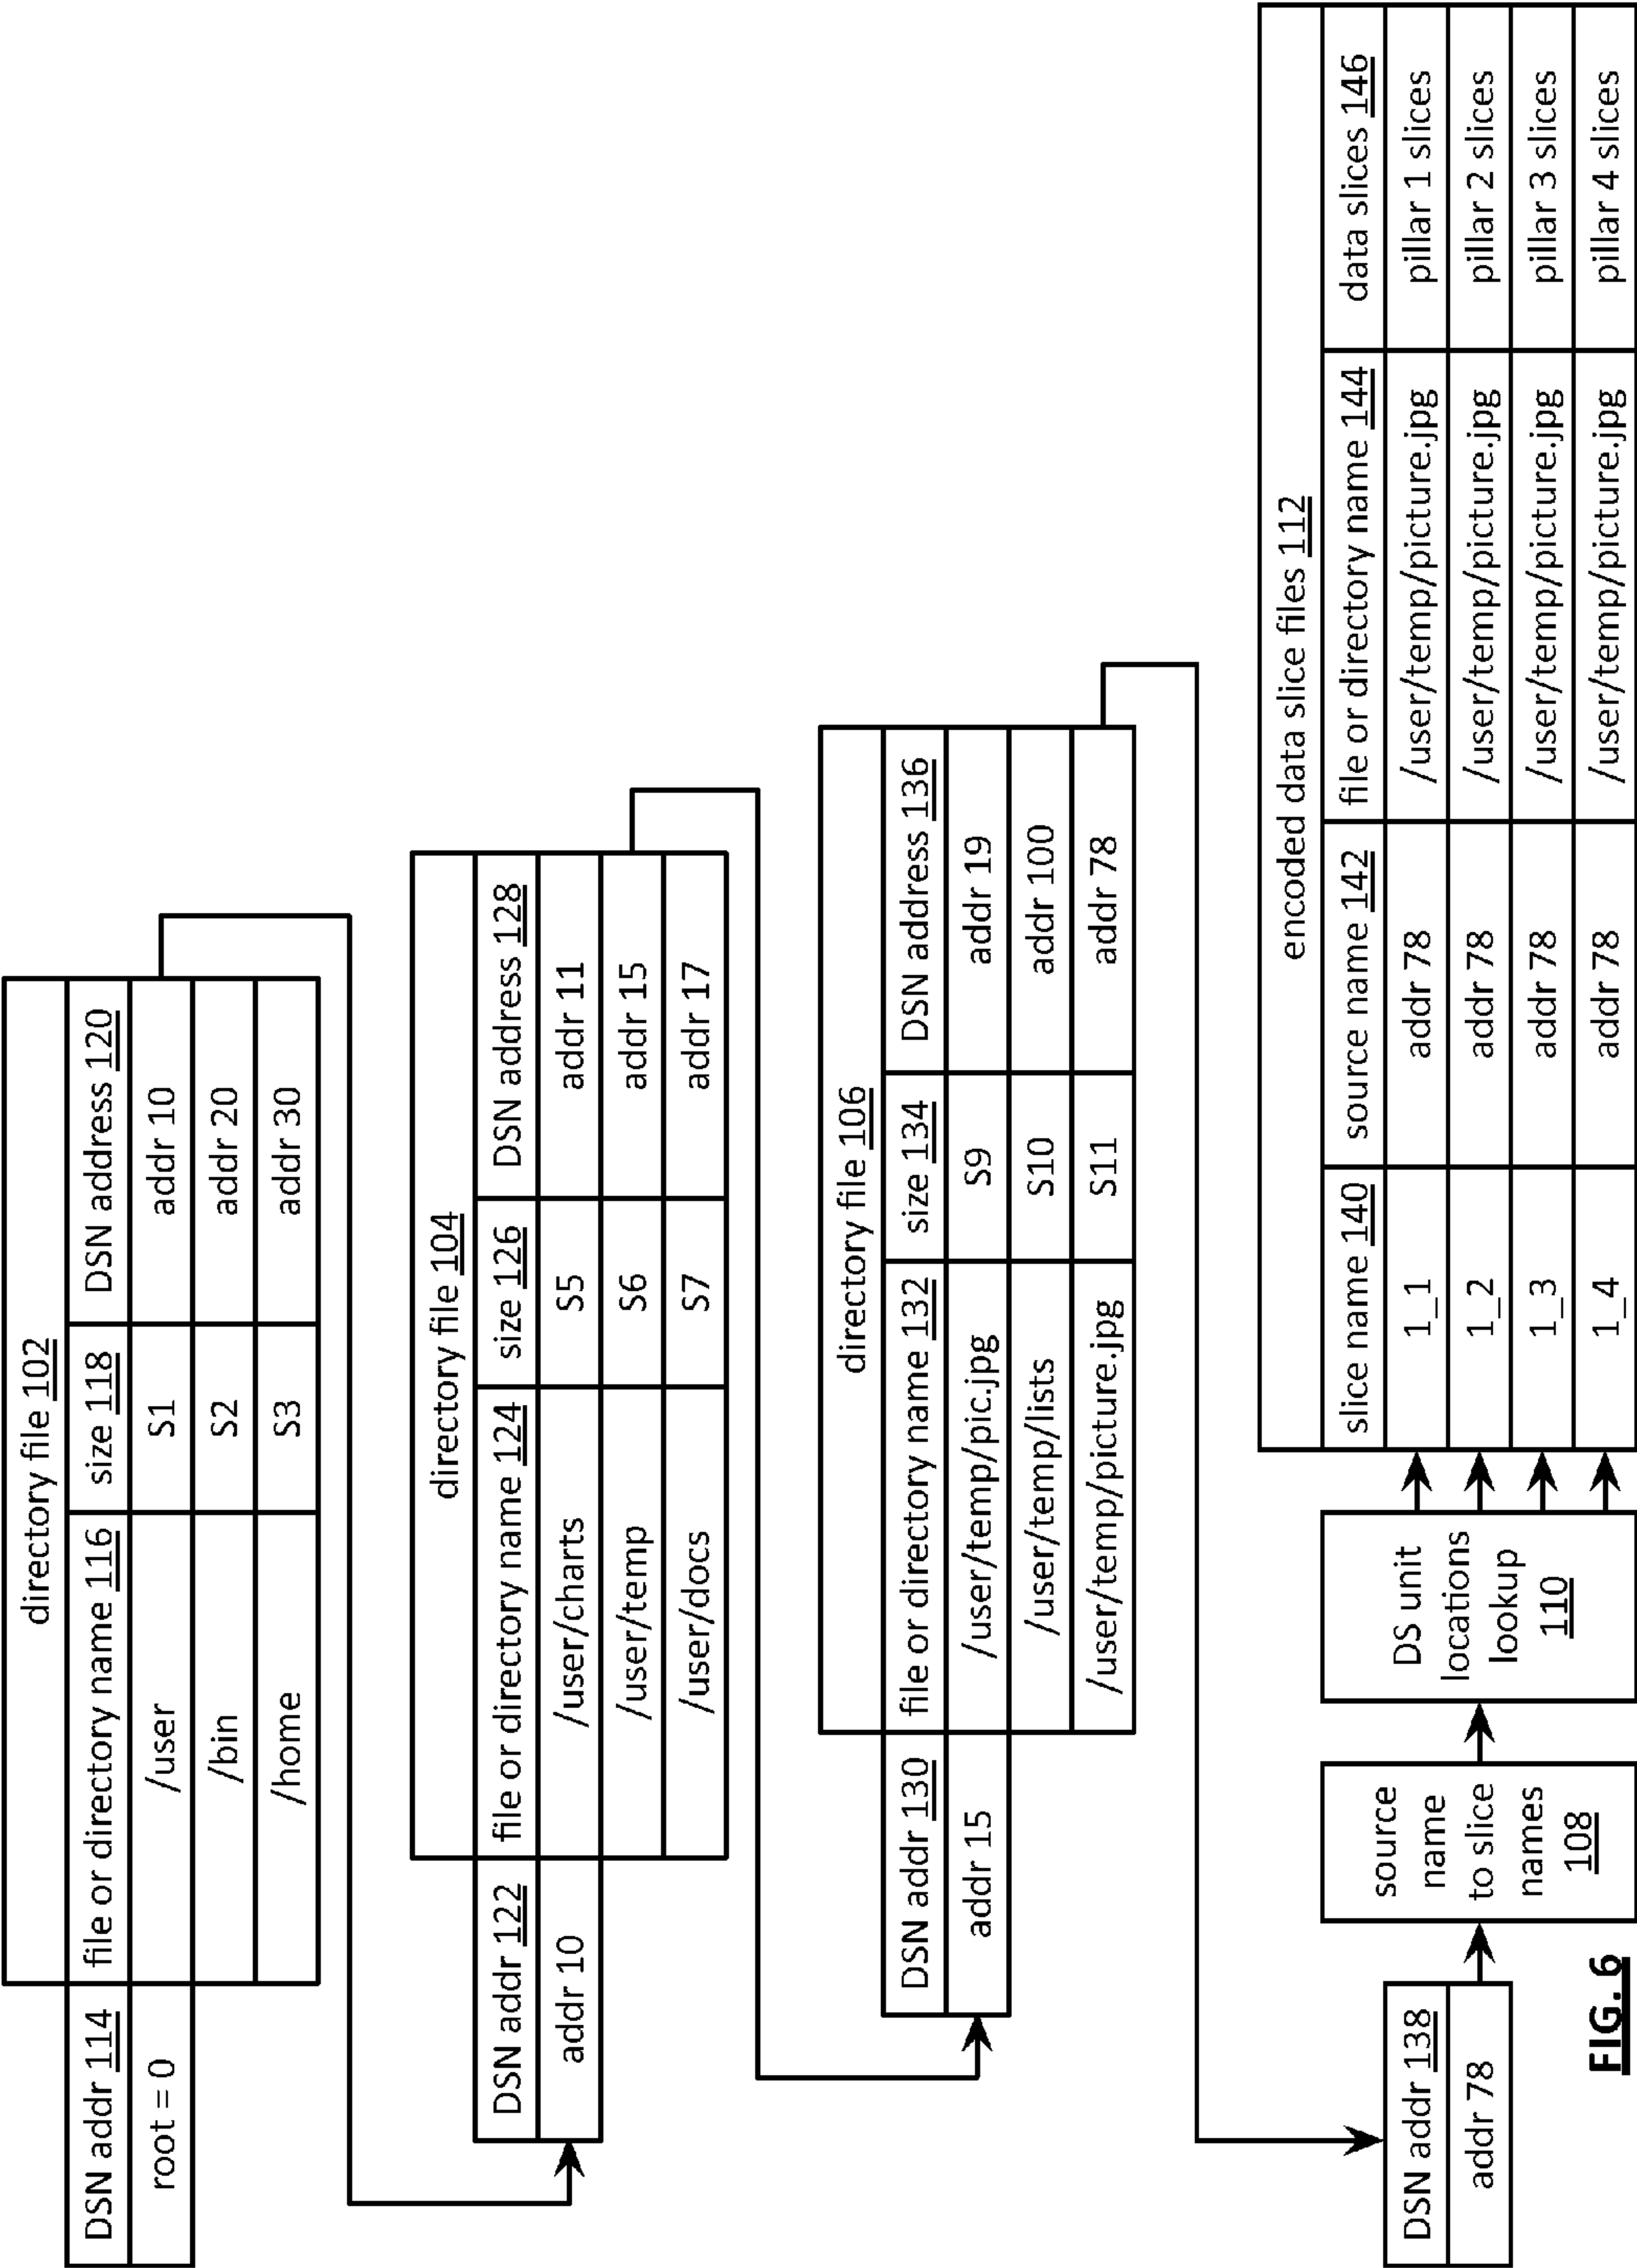 directory file 102
DSN addr 114 file or directory name 116 size 118 DSN address 120
root = 0 /user S1 addr 10
/bin S2 addr 20
/home S3 addr 30
directory file 104
DSN addr 122 file or directory name 124 size 126 DSN address 128
addr 10 /user/charts S5 addr 11
/user/temp S6 addr 15
/user/docs S7 addr 17
directory file 106
DSN addr 130 file or directory name 132 size 134 DSN address 136
addr 15 /user/temp/pic.jpg S9 addr 19
/user/temp/lists S10 addr 100
/user/temp/picture.jpg S11 addr 78
DSN addr 138
addr 78
source
name
to slice
names
108
DS unit
locations
lookup
110
encoded data slice files 112
slice name 140 source name 142 file or directory name 144 data slices 146
1_1 addr 78 /user/temp/picture.jpg pillar 1 slices
1_2 addr 78 /user/temp/picture.jpg pillar 2 slices
1_3 addr 78 /user/temp/picture.jpg pillar 3 slices
1_4 addr 78 /user/temp/picture.jpg pillar 4 slices
FIG. 6